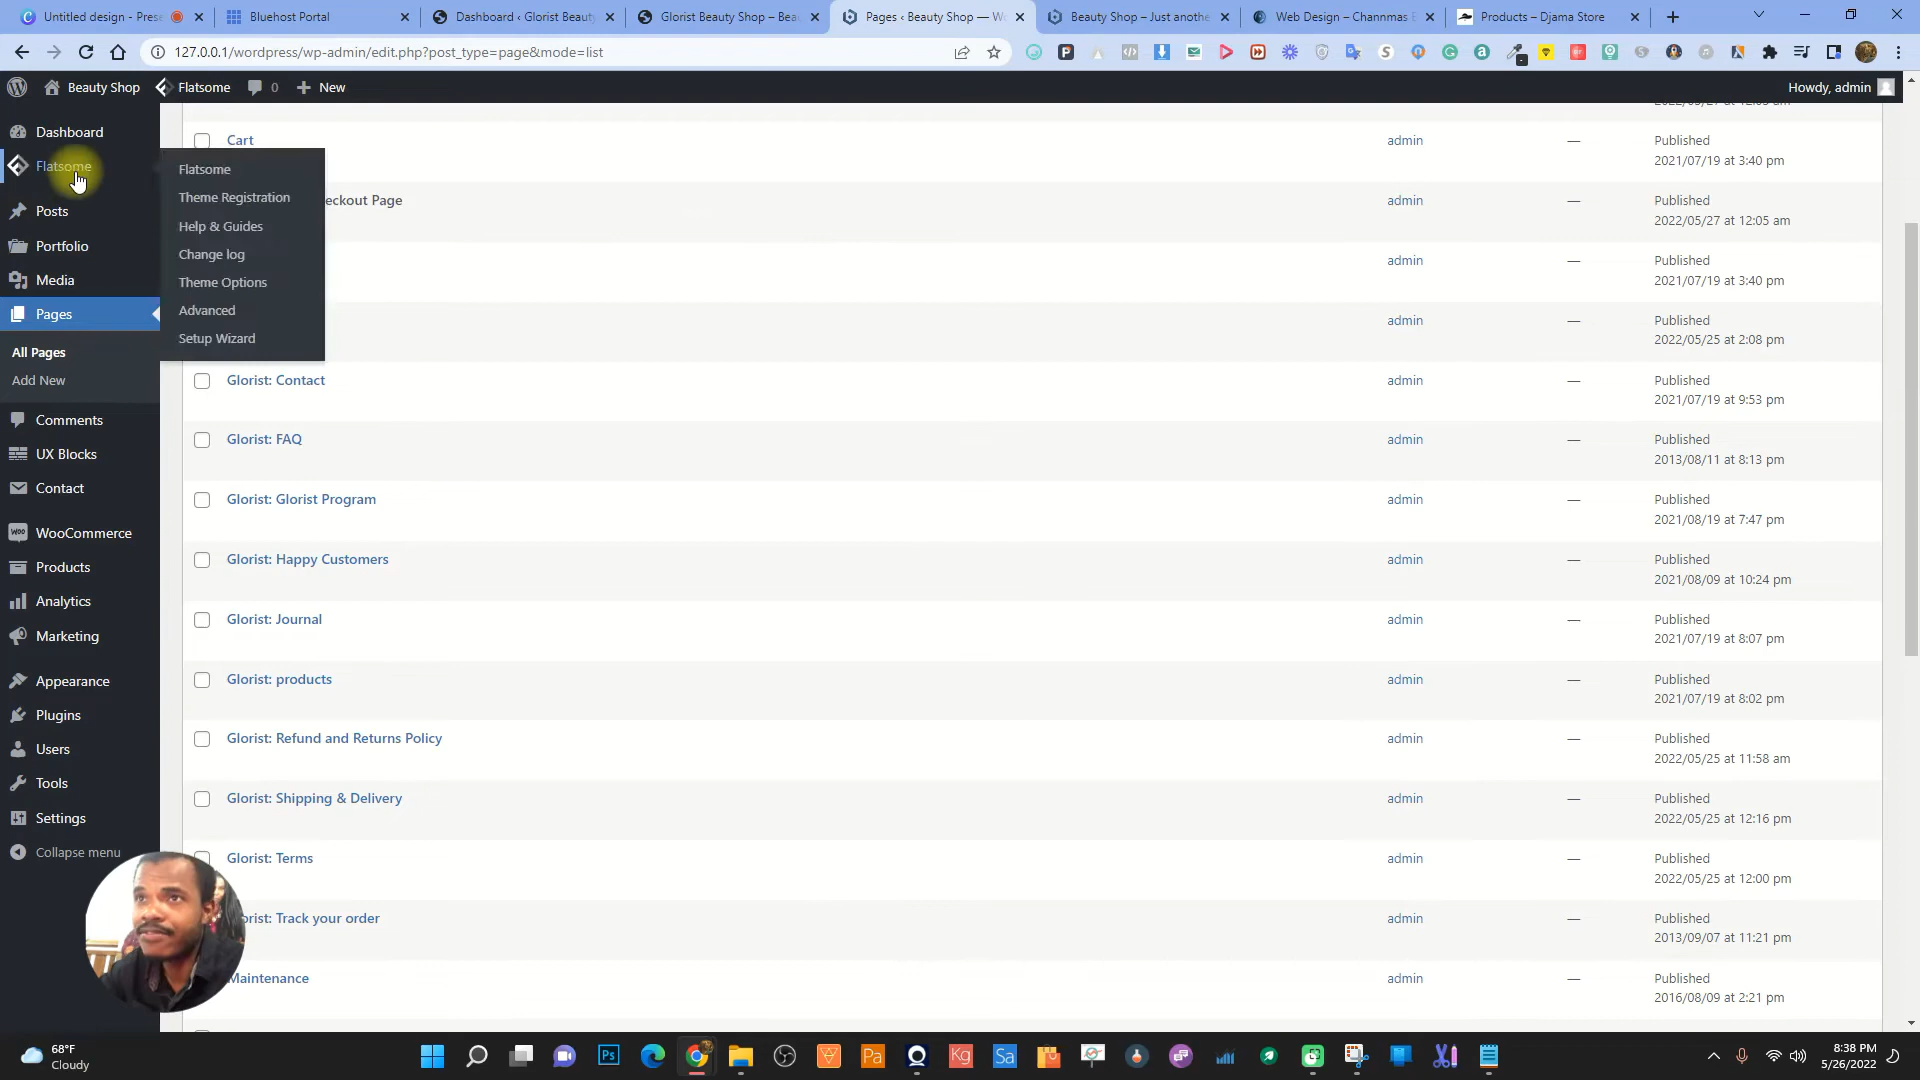 Untitled design - Prese
Bluehost Portal
Dashboard ‹ Glorist Beauty
Glorist Beauty Shop – Beau
Pages ‹ Beauty Shop — Wo
Beauty Shop – Just anothe
Web Design – Channmas E
Products – Djama Store
127.0.0.1/wordpress/wp-admin/edit.php?post_type=page&mode=list
Beauty Shop
Flatsome
0
New
Howdy, admin
Dashboard
Flatsome
Posts
Portfolio
Media
Pages
All Pages
Add New
Comments
UX Blocks
Contact
WooCommerce
Products
Analytics
Marketing
Appearance
Plugins
Users
Tools
Settings
Collapse menu
Flatsome
Theme Registration
Help & Guides
Change log
Theme Options
Advanced
Setup Wizard
Cart admin — Published
2021/07/19 at 3:40 pm
eckout Page admin — Published
2022/05/27 at 12:05 am
admin — Published
2021/07/19 at 3:40 pm
admin — Published
2022/05/25 at 2:08 pm
Glorist: Contact admin — Published
2021/07/19 at 9:53 pm
Glorist: FAQ admin — Published
2013/08/11 at 8:13 pm
Glorist: Glorist Program admin — Published
2021/08/19 at 7:47 pm
Glorist: Happy Customers admin — Published
2021/08/09 at 10:24 pm
Glorist: Journal admin — Published
2021/07/19 at 8:07 pm
Glorist: products admin — Published
2021/07/19 at 8:02 pm
Glorist: Refund and Returns Policy admin — Published
2022/05/25 at 11:58 am
Glorist: Shipping & Delivery admin — Published
2022/05/25 at 12:16 pm
Glorist: Terms admin — Published
2022/05/25 at 12:00 pm
orist: Track your order admin — Published
2013/09/07 at 11:21 pm
Maintenance admin — Published
2016/08/09 at 2:21 pm
68°F
Cloudy
Ps
Pa
Kg
Sa
8:38 PM
5/26/2022